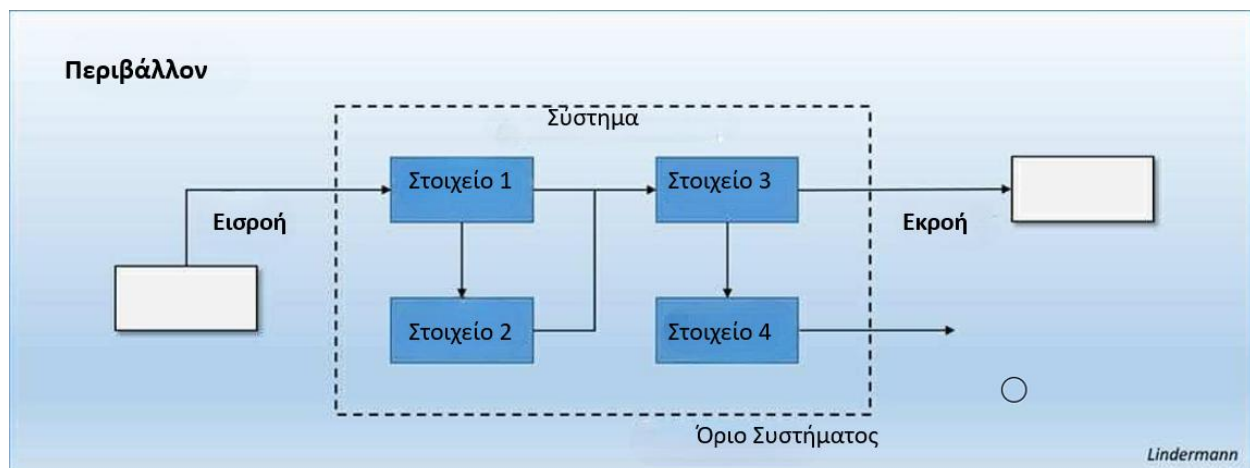 Περιβάλλον
Σύστημα
Στοιχείο 1
Στοιχείο 3
Εισροή
Εκροή
Στοιχείο 2
Στοιχείο 4
Όριο Συστήματος
Lindermann